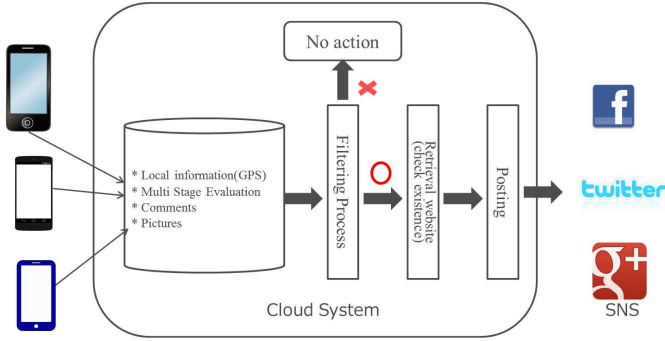 No action
* Local information(GPS)
* Multi Stage Evaluation
* Comments
* Pictures
Filtering Process
Retrieval website
(check existence)
Posting
Cloud System
f
twitter
g+
SNS